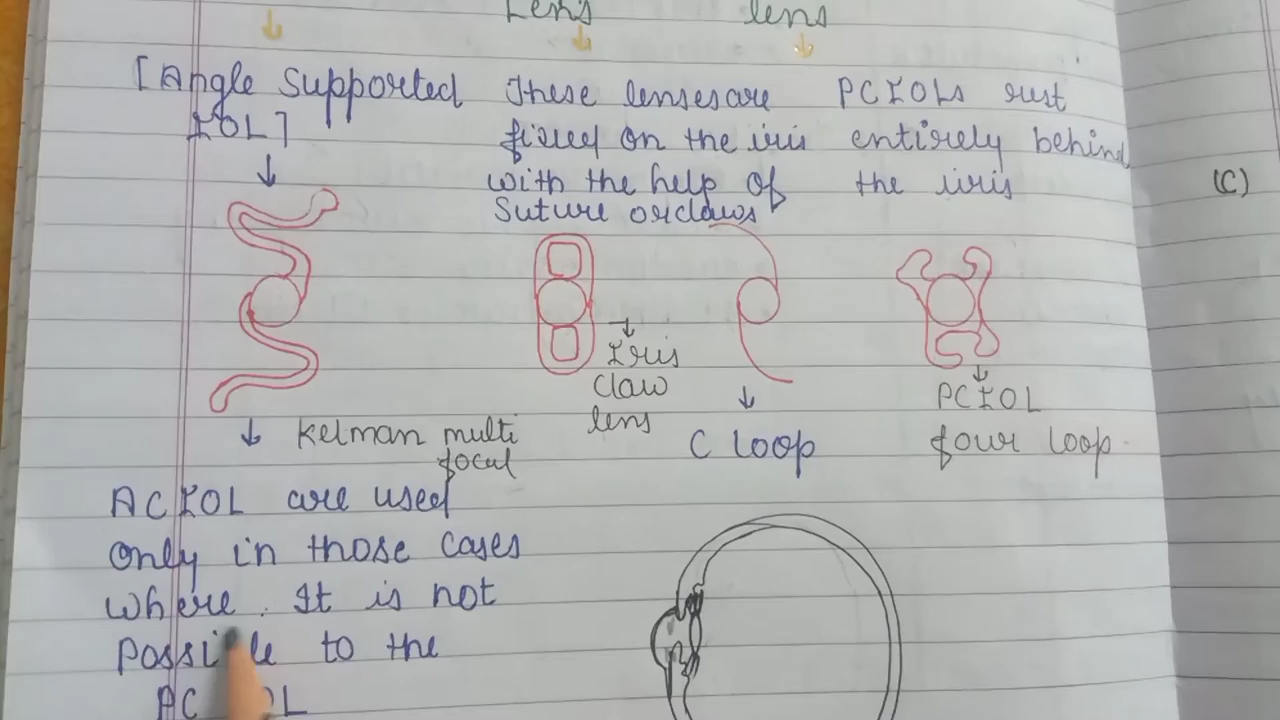 Lens lens
[Angle Supported
IOL]
These lenses are
fixed on the iris
with the help of
Suture or claws
PCIOLs rest
entirely behind
the iris
(C)
Kelman multi
focal
Iris
Claw
lens
C loop
PCIOL
four loop
ACIOL are used
only in those cases
where. It is not
Possible to the